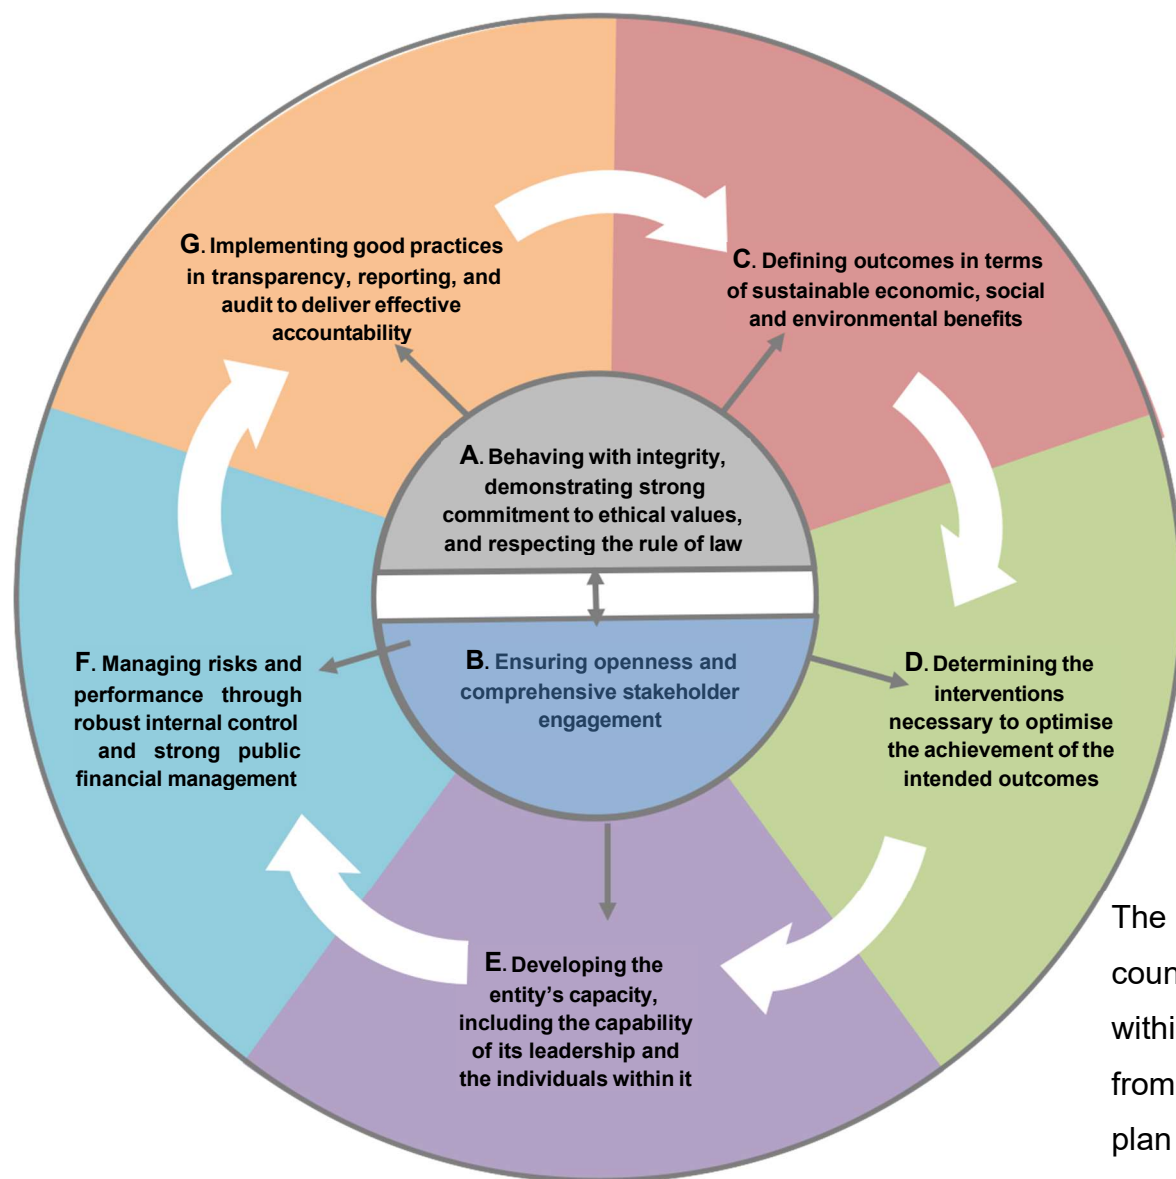 G. Implementing good practices
in transparency, reporting, and
audit to deliver effective
accountability
C. Defining outcomes in terms
of sustainable economic, social
and environmental benefits
A. Behaving with integrity,
demonstrating strong
commitment to ethical values,
and respecting the rule of law
B. Ensuring openness and
comprehensive stakeholder
engagement
F. Managing risks and
performance through
robust internal control
and strong public
financial management
D. Determining the
interventions
necessary to optimise
the achievement of the
intended outcomes
E. Developing the
entity’s capacity,
including the capability
of its leadership and
the individuals within it
The
coun
withi
from
plan